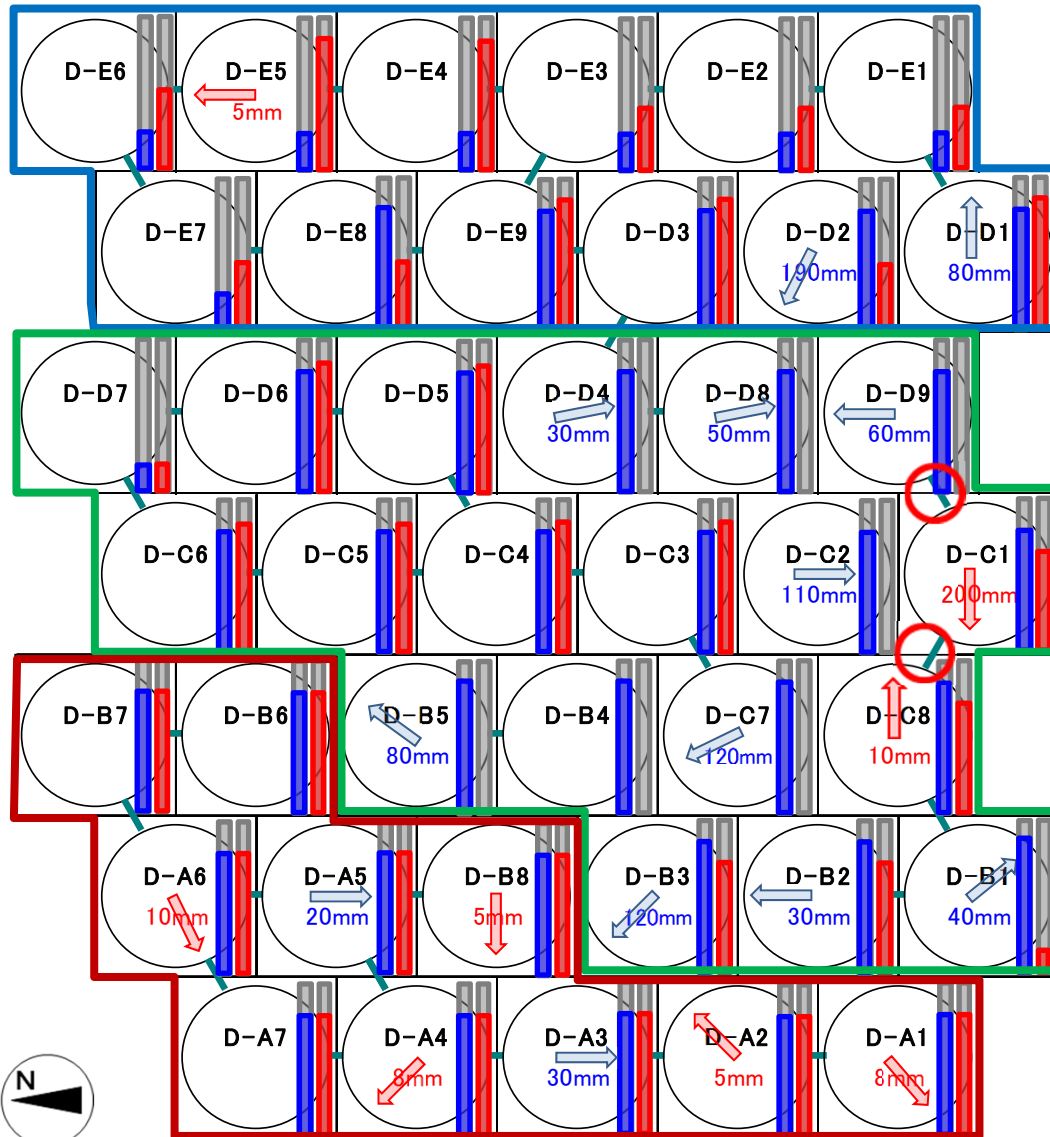 D-E6 D-E5 D-E4 D-E3 D-E2 D-E1
5mm
D-E7 D-E8 D-E9 D-D3 D-D2 D-D1
190mm 80mm
D-D7 D-D6 D-D5 D-D4 D-D8 D-D9
30mm 50mm 60mm
D-C6 D-C5 D-C4 D-C3 D-C2 D-C1
110mm 200mm
D-B7 D-B6 D-B5 D-B4 D-C7 D-C8
80mm 120mm 10mm
D-A6 D-A5 D-B8 D-B3 D-B2 D-B1
10mm 20mm 5mm 120mm 30mm 40mm
D-A7 D-A4 D-A3 D-A2 D-A1
8mm 30mm 5mm 8mm
N